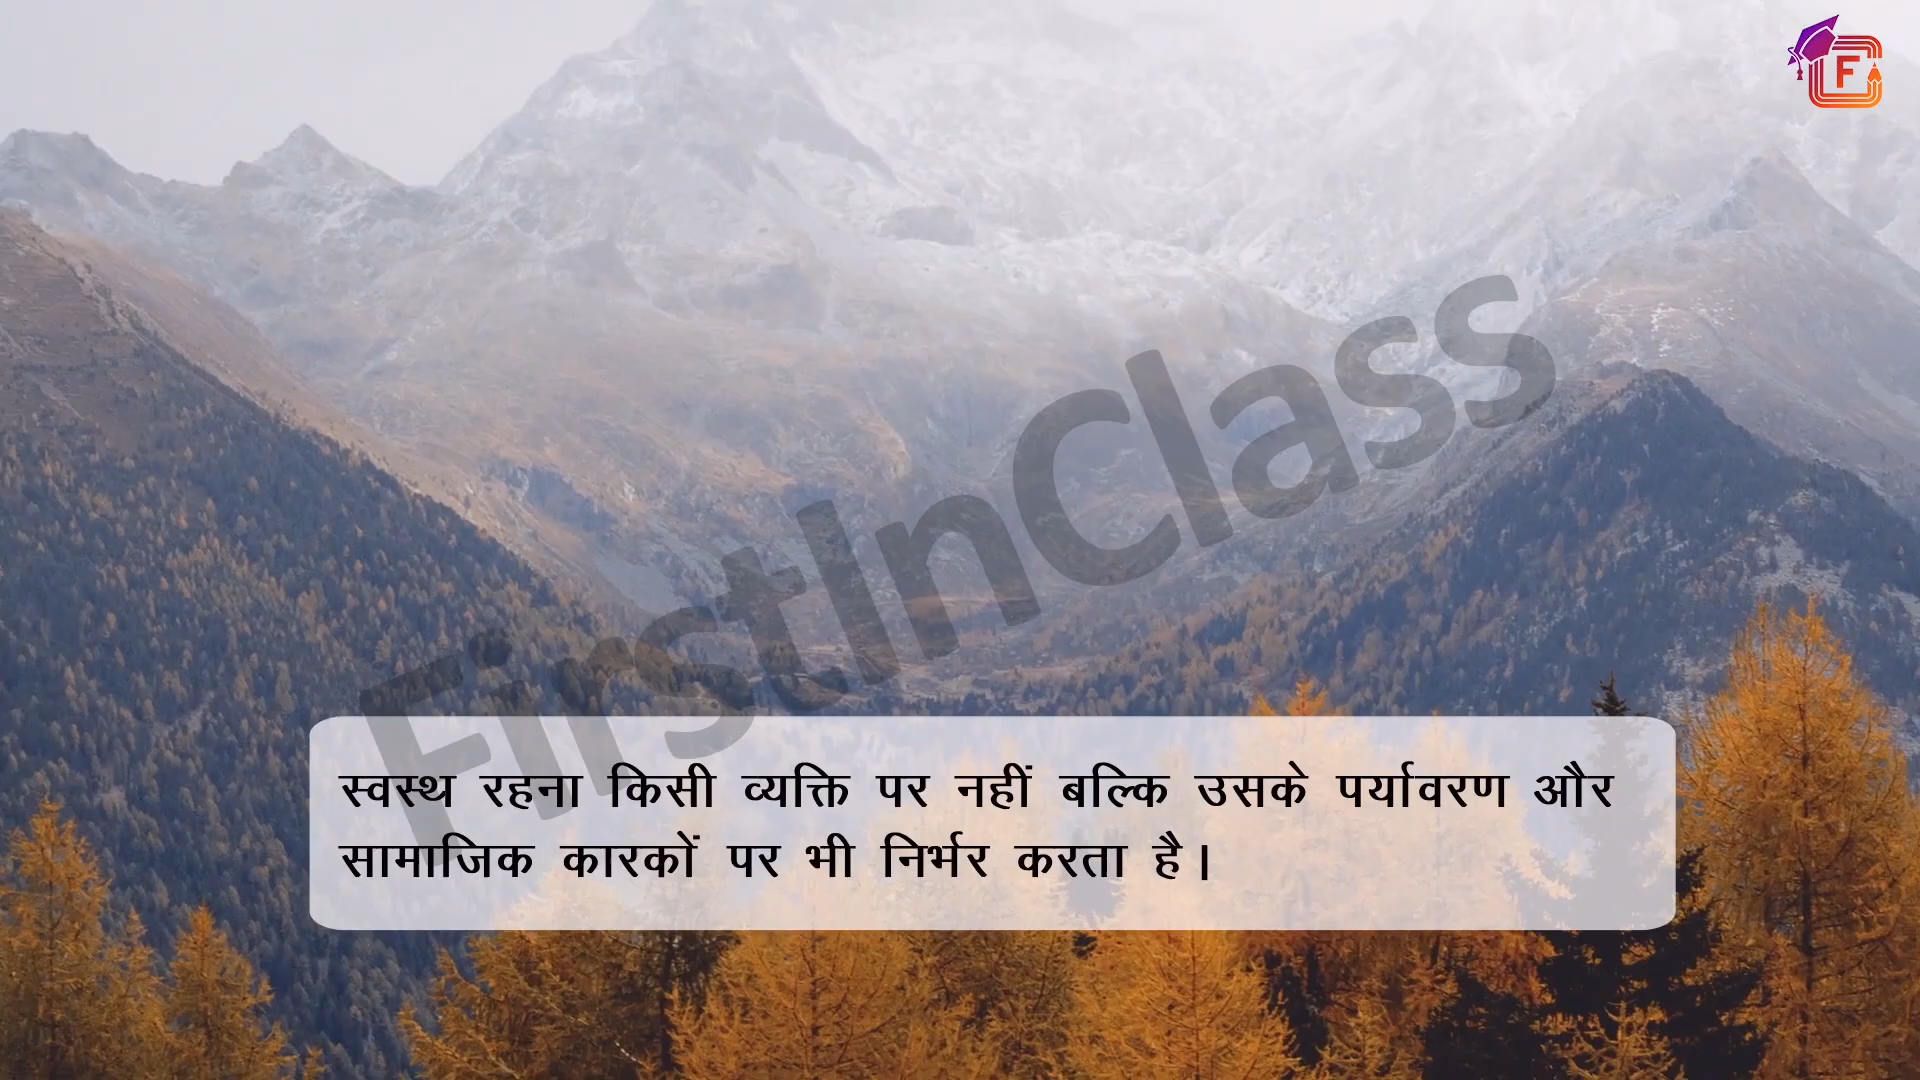 F
FirstInClass
स्वस्थ रहना किसी व्यक्ति पर नहीं बल्कि उसके पर्यावरण और
सामाजिक कारकों पर भी निर्भर करता है।